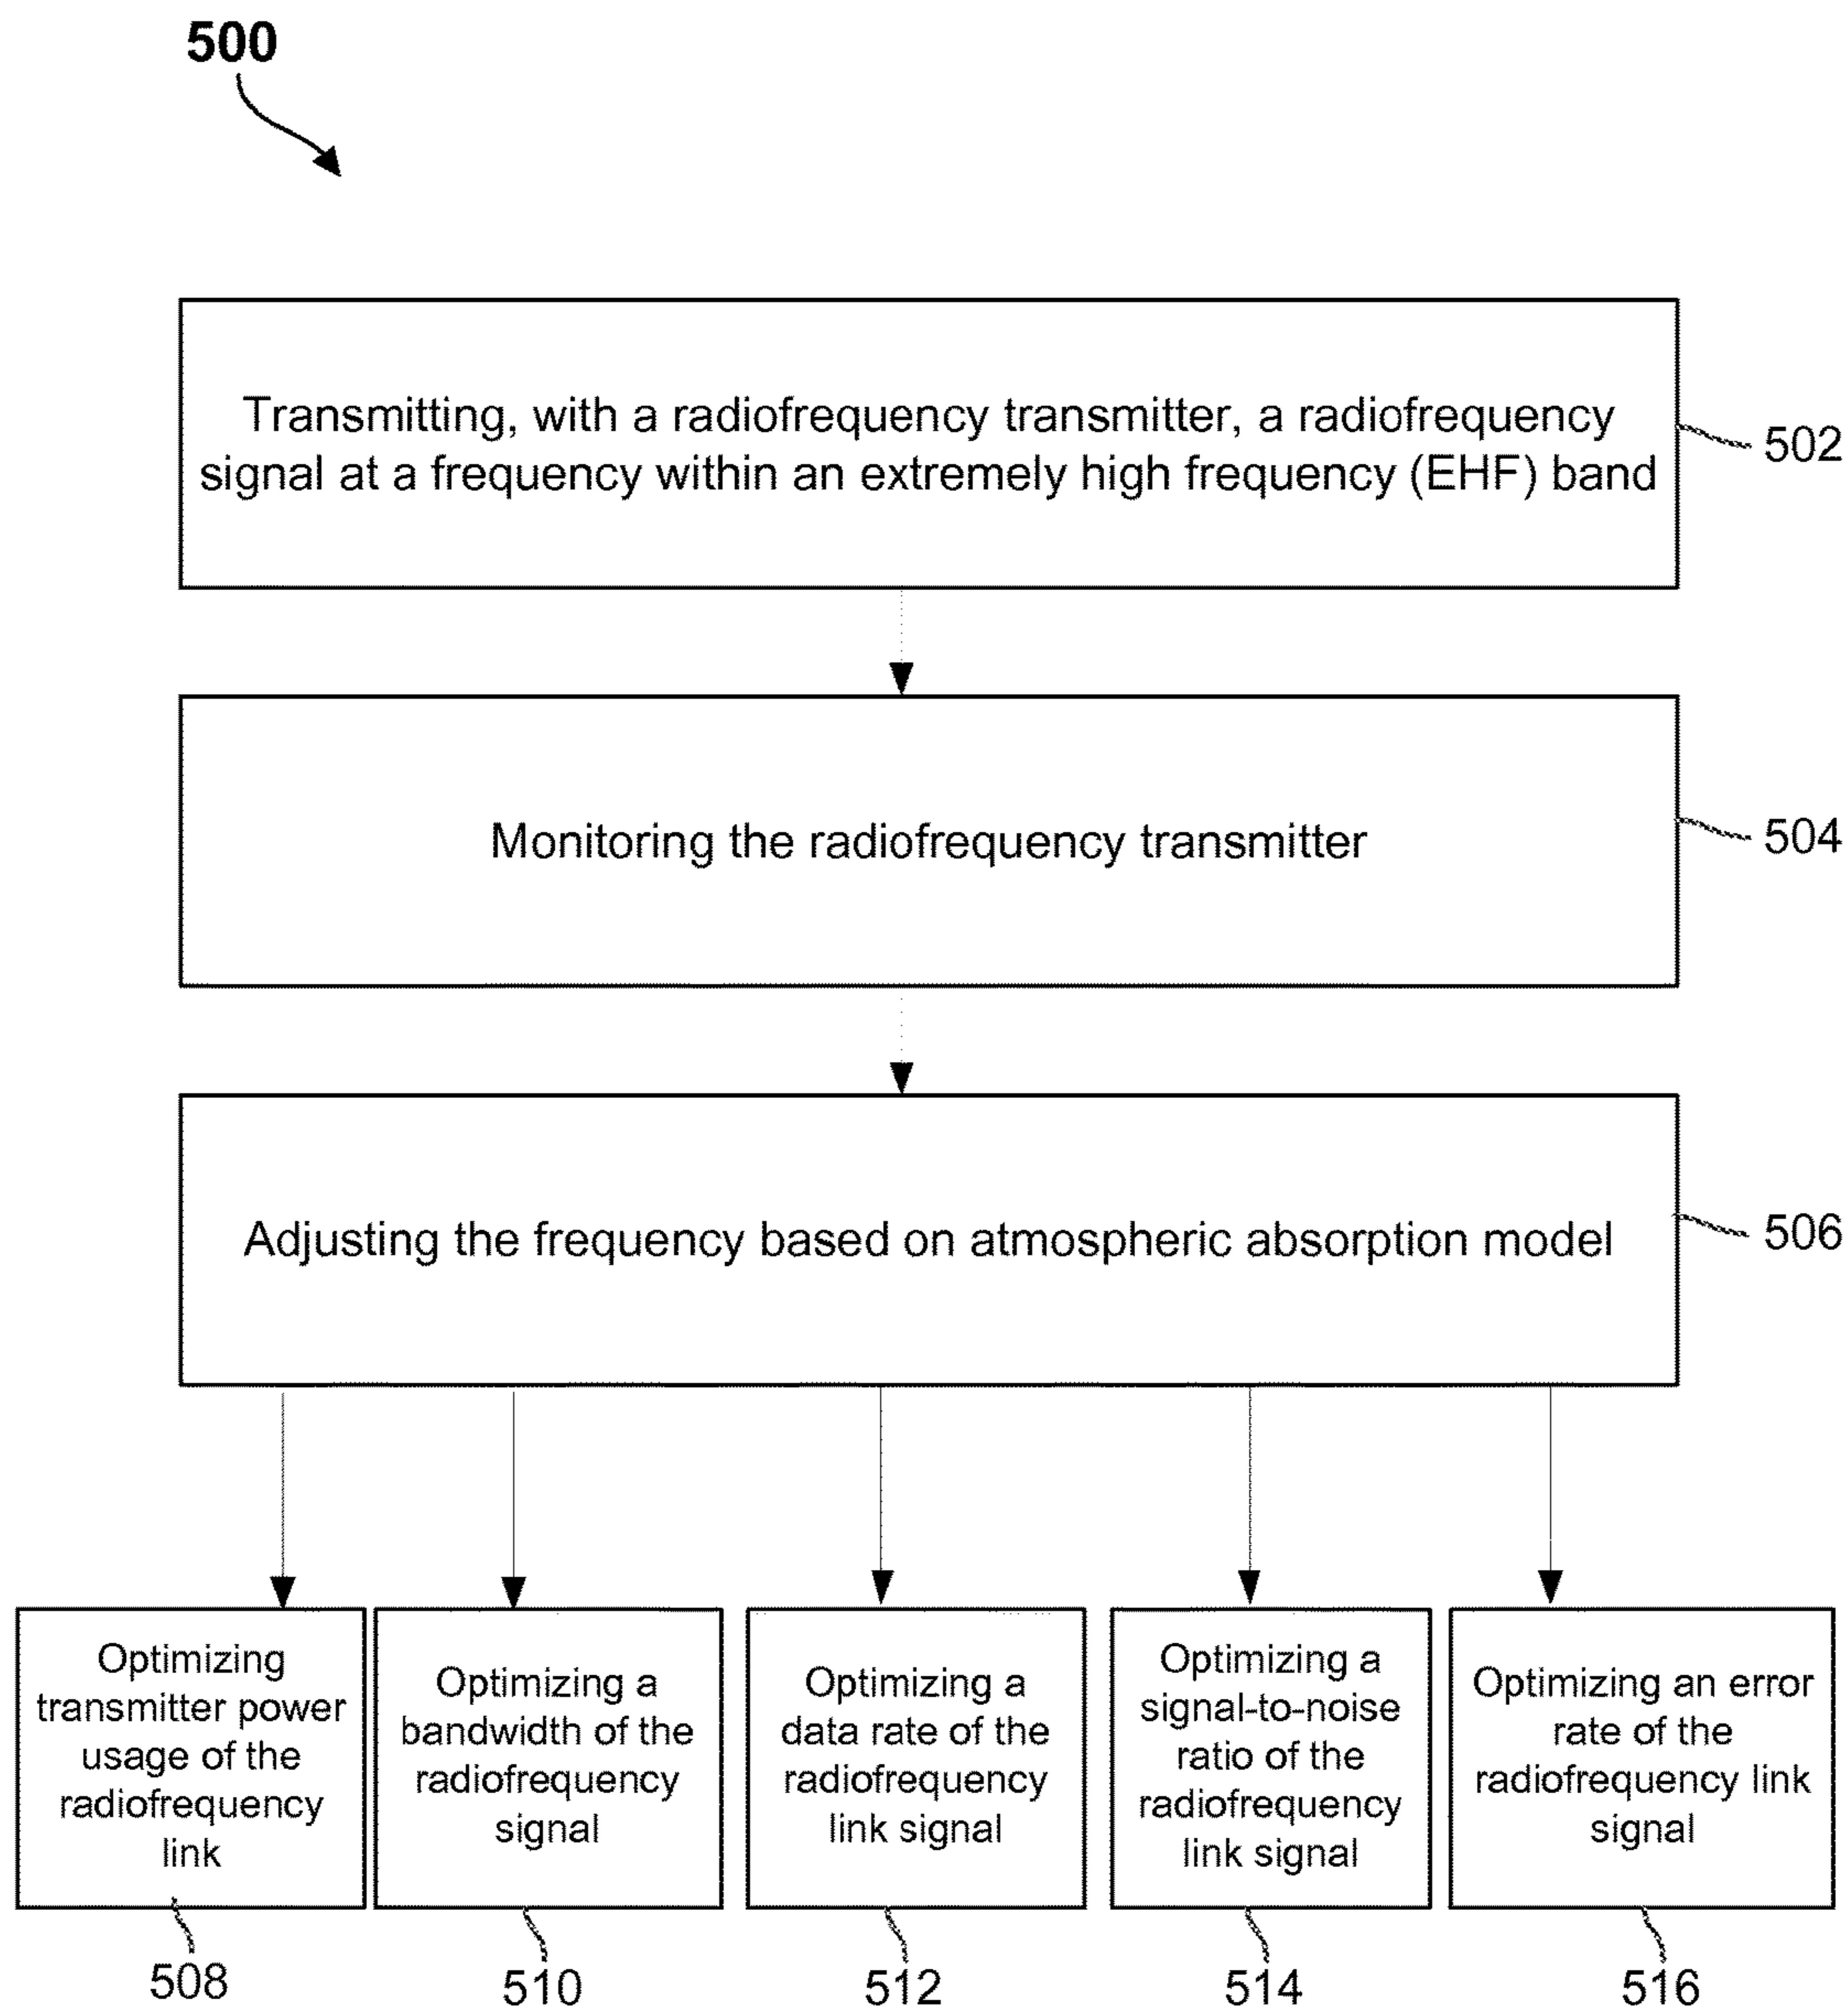 500
Transmitting, with a radiofrequency transmitter, a radiofrequency
signal at a frequency within an extremely high frequency (EHF) band
502
Monitoring the radiofrequency transmitter
504
Adjusting the frequency based on atmospheric absorption model
506
Optimizing
transmitter power
usage of the
radiofrequency
link
508
Optimizing a
bandwidth of the
radiofrequency
signal
510
Optimizing a
data rate of the
radiofrequency
link signal
512
Optimizing a
signal-to-noise
ratio of the
radiofrequency
link signal
514
Optimizing an error
rate of the
radiofrequency link
signal
516